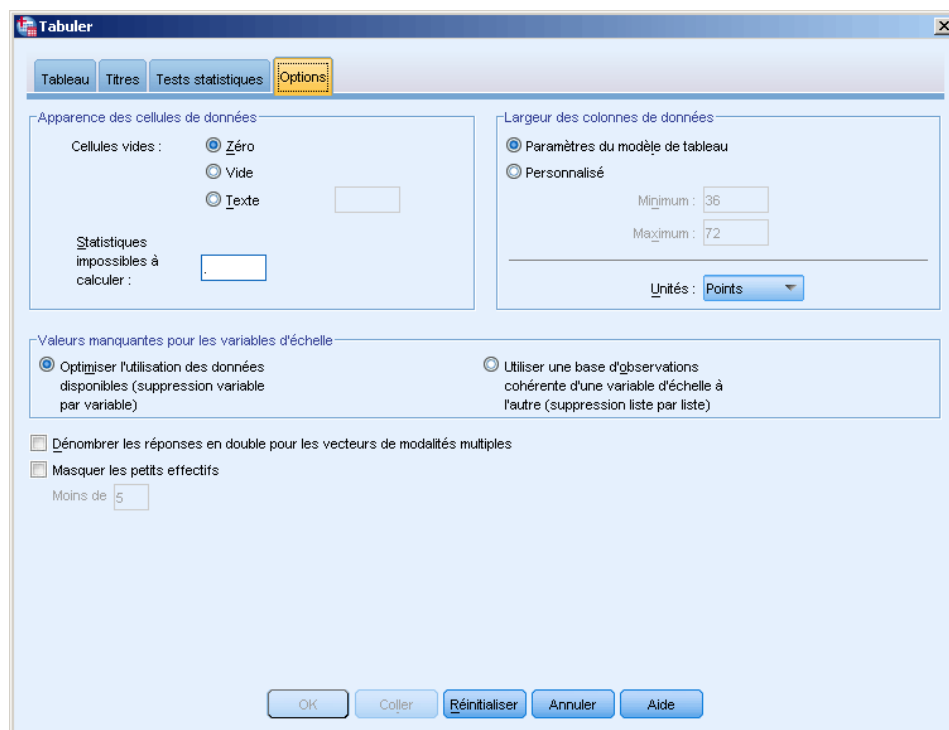 Tabuler
Tableau Titres Tests statistiques Options
Apparence des cellules de données
Cellules vides :
Zéro
Vide
Texte
Statistiques
impossibles à
calculer :
.
Largeur des colonnes de données
Paramètres du modèle de tableau
Personnalisé
Minimum : 36
Maximum : 72
Unités : Points
Valeurs manquantes pour les variables d'échelle
Optimiser l'utilisation des données
disponibles (suppression variable
par variable)
Utiliser une base d'observations
cohérente d'une variable d'échelle à
l'autre (suppression liste par liste)
Dénombrer les réponses en double pour les vecteurs de modalités multiples
Masquer les petits effectifs
Moins de 5
OK Coller Réinitialiser Annuler Aide